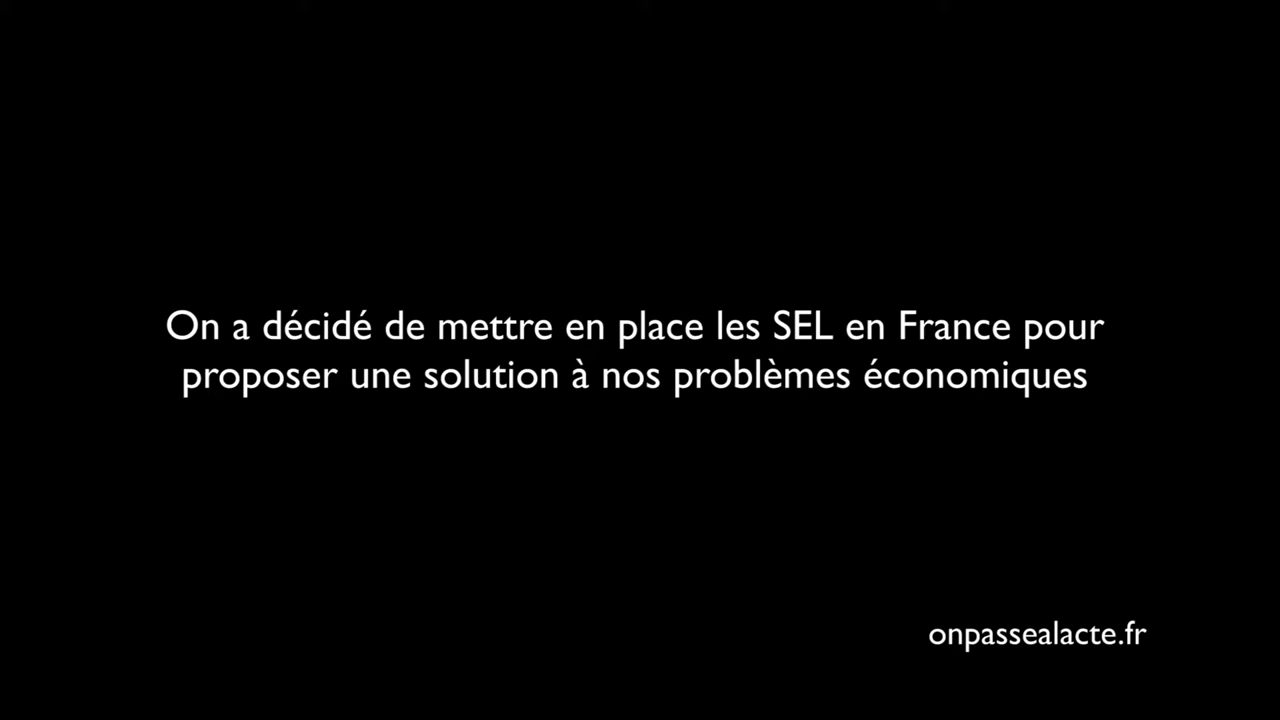 On a décidé de mettre en place les SEL en France pour
proposer une solution à nos problèmes économiques
onpassealacte.fr